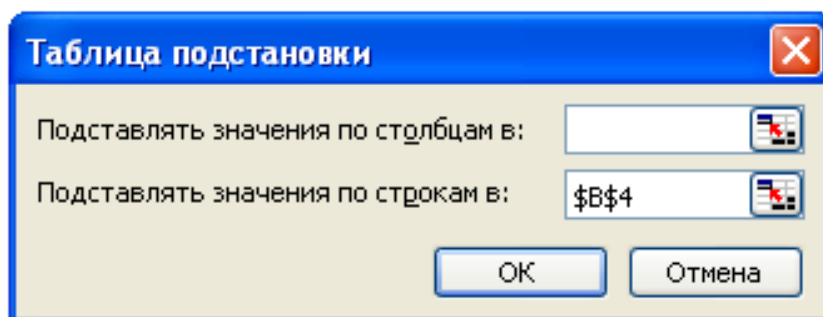 Таблица подстановки
Подставлять значения по столбцам в:
Подставлять значения по строкам в: $B$4
ОК Отмена